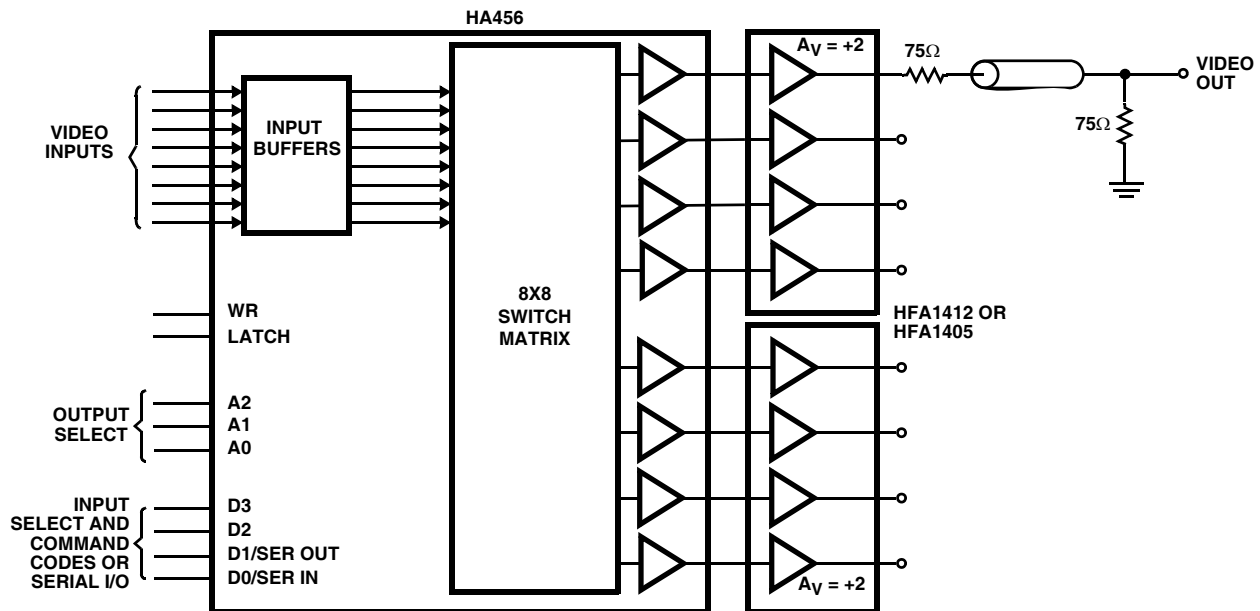 HA456
VIDEO
INPUTS
INPUT
BUFFERS
8X8
SWITCH
MATRIX
WR
LATCH
OUTPUT
SELECT
A2
A1
A0
INPUT
SELECT AND
COMMAND
CODES OR
SERIAL I/O
D3
D2
D1/SER OUT
D0/SER IN
AV = +2
75Ω
VIDEO
OUT
75Ω
HFA1412 OR
HFA1405
AV = +2